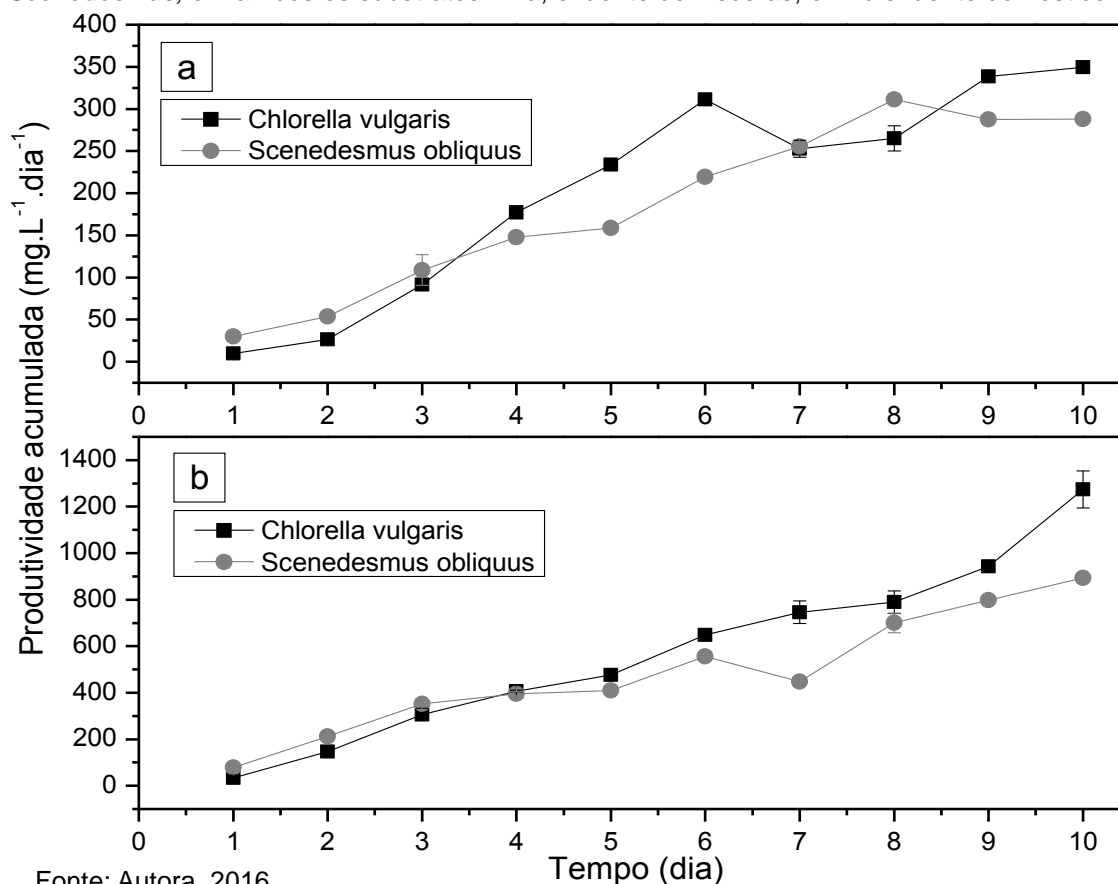 a
Chlorella vulgaris
Scenedesmus obliquus
400
350
300
250
200
150
100
50
0
0 1 2 3 4 5 6 7 8 9 10
Produtividade acumulada (mg.L⁻¹.dia⁻¹)
b
Chlorella vulgaris
Scenedesmus obliquus
1400
1200
1000
800
600
400
200
0
0 1 2 3 4 5 6 7 8 9 10
Tempo (dia)
Fonte: Autora, 2016